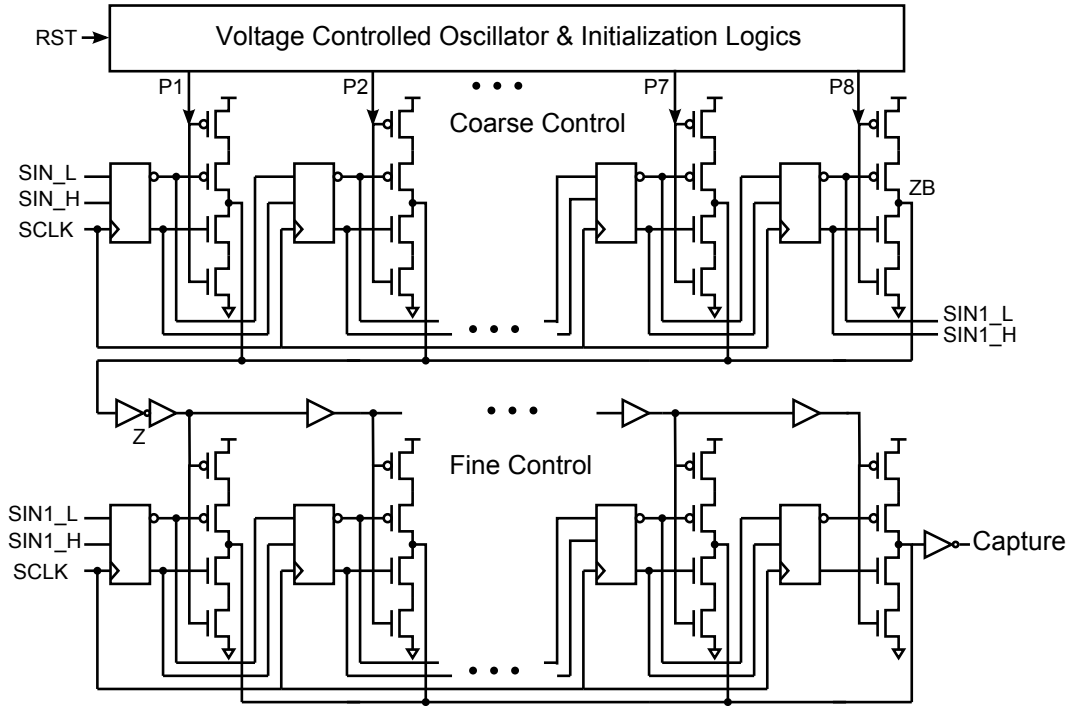 RST
Voltage Controlled Oscillator & Initialization Logics
P1
P2
P7
P8
Coarse Control
SIN_L
SIN_H
SCLK
ZB
SIN1_L
SIN1_H
Z
Fine Control
SIN1_L
SIN1_H
SCLK
Capture